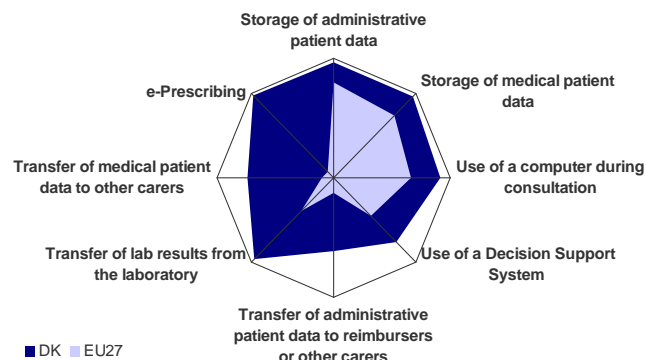 Storage of administrative
patient data
Storage of medical patient
data
e-Prescribing
Transfer of medical patient
data to other carers
Use of a computer during
consultation
Transfer of lab results from
the laboratory
Use of a Decision Support
System
Transfer of administrative
patient data to reimbursers
or other carers
DK EU27